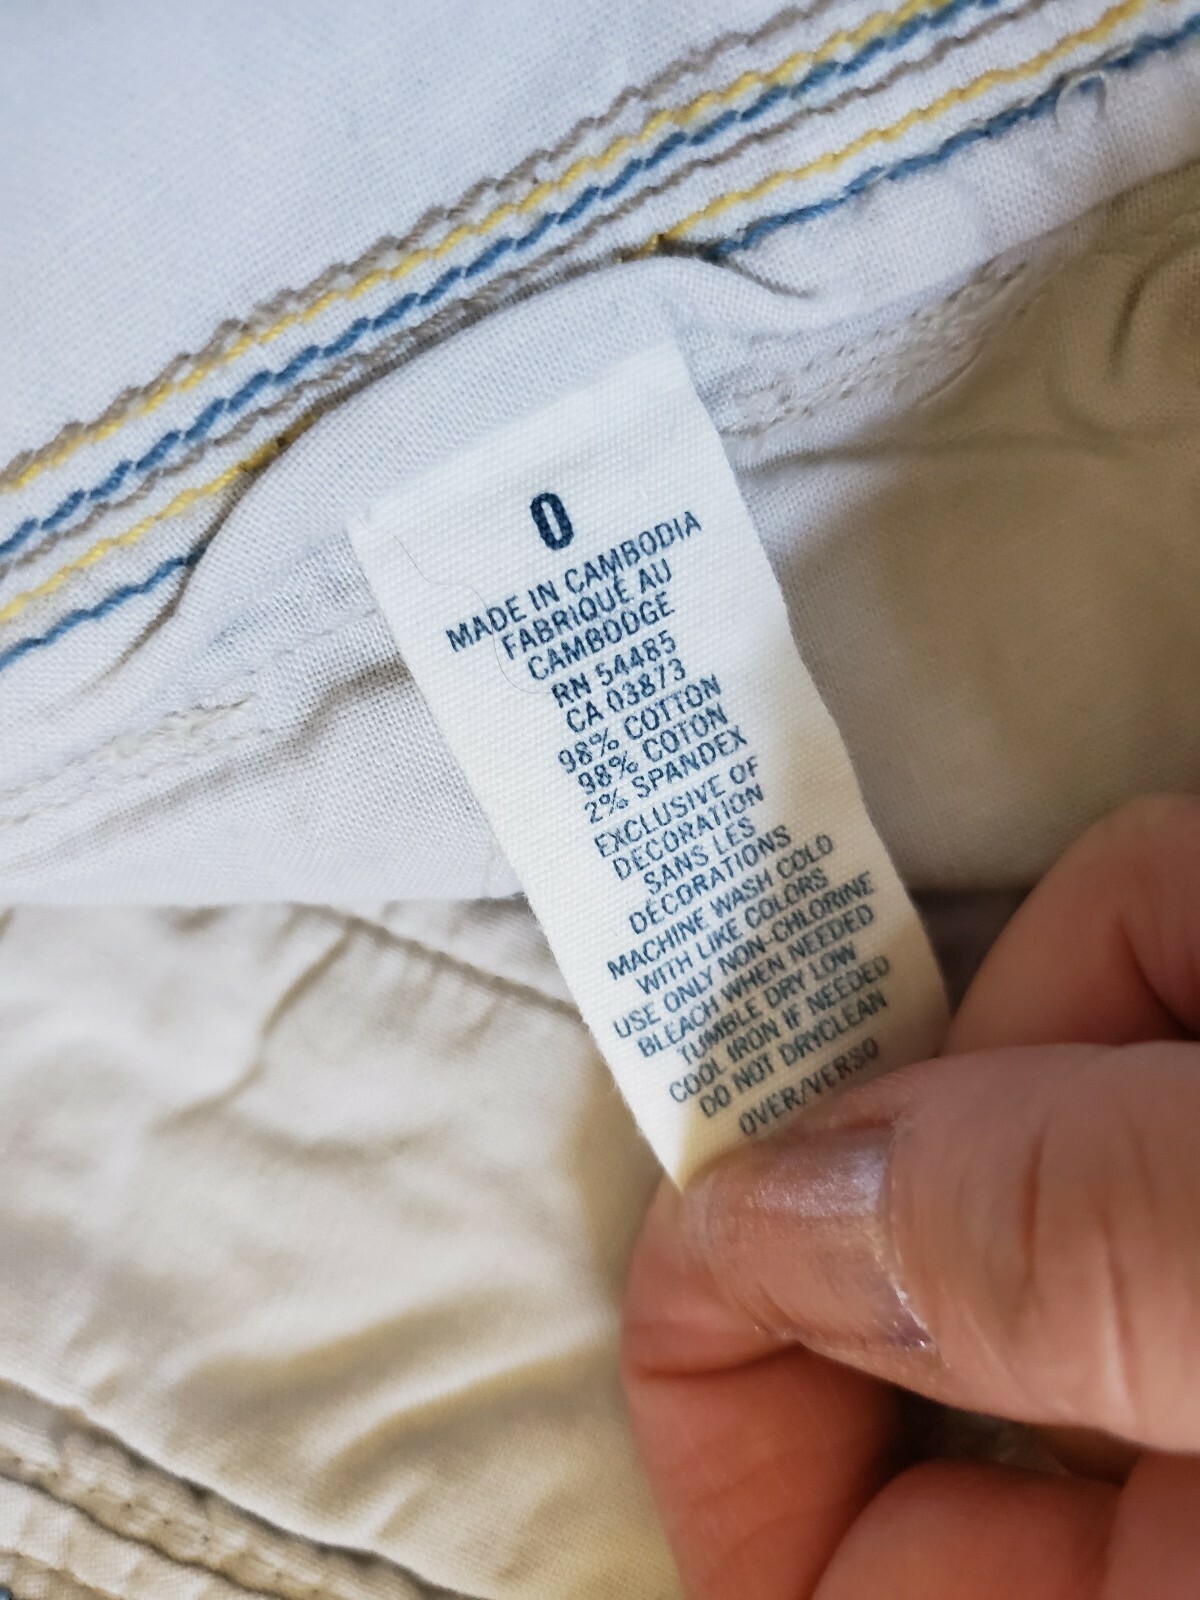 0
MADE IN CAMBODIA
FABRIQUÉ AU
CAMBODGE
RN 54485
CA 03873
98% COTTON
98% COTON
2% SPANDEX
EXCLUSIVE OF
DECORATION
SANS LES
DÉCORATIONS
MACHINE WASH COLD
WITH LIKE COLORS
USE ONLY NON-CHLORINE
BLEACH WHEN NEEDED
TUMBLE DRY LOW
COOL IRON IF NEEDED
DO NOT DRYCLEAN
OVER/VERSO